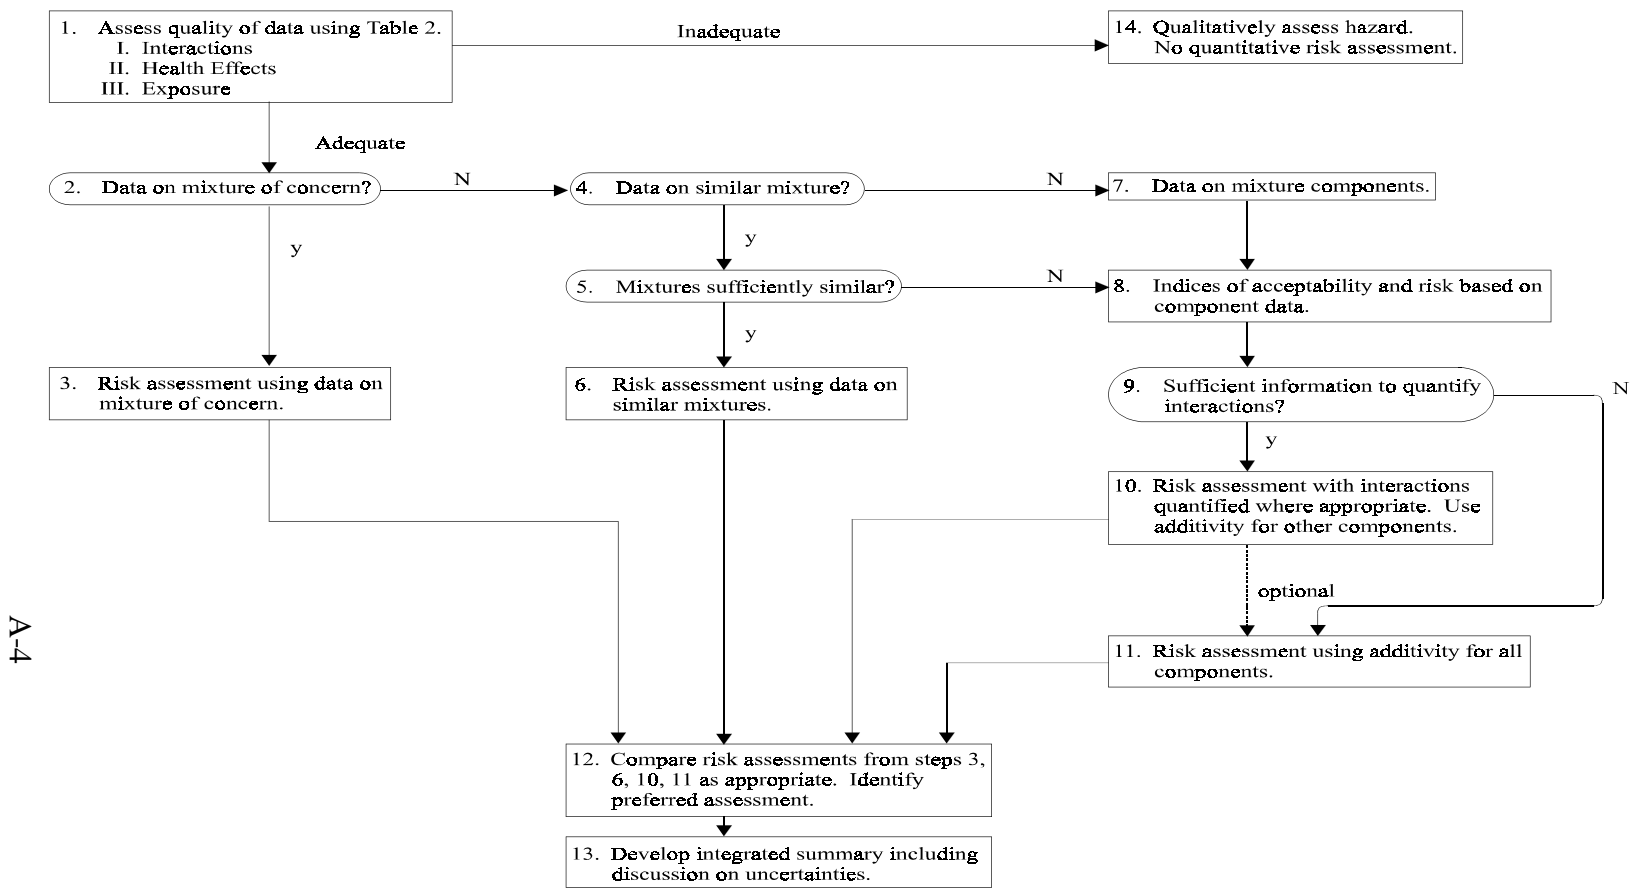 1. Assess quality of data using Table 2.
I. Interactions
II. Health Effects
III. Exposure
Inadequate
14. Qualitatively assess hazard.
No quantitative risk assessment.
Adequate
2. Data on mixture of concern?
N
4. Data on similar mixture?
N
7. Data on mixture components.
y
y
5. Mixtures sufficiently similar?
N
8. Indices of acceptability and risk based on
component data.
y
3. Risk assessment using data on
mixture of concern.
6. Risk assessment using data on
similar mixtures.
9. Sufficient information to quantify
interactions?
N
y
10. Risk assessment with interactions
quantified where appropriate. Use
additivity for other components.
optional
11. Risk assessment using additivity for all
components.
12. Compare risk assessments from steps 3,
6, 10, 11 as appropriate. Identify
preferred assessment.
13. Develop integrated summary including
discussion on uncertainties.
A-4